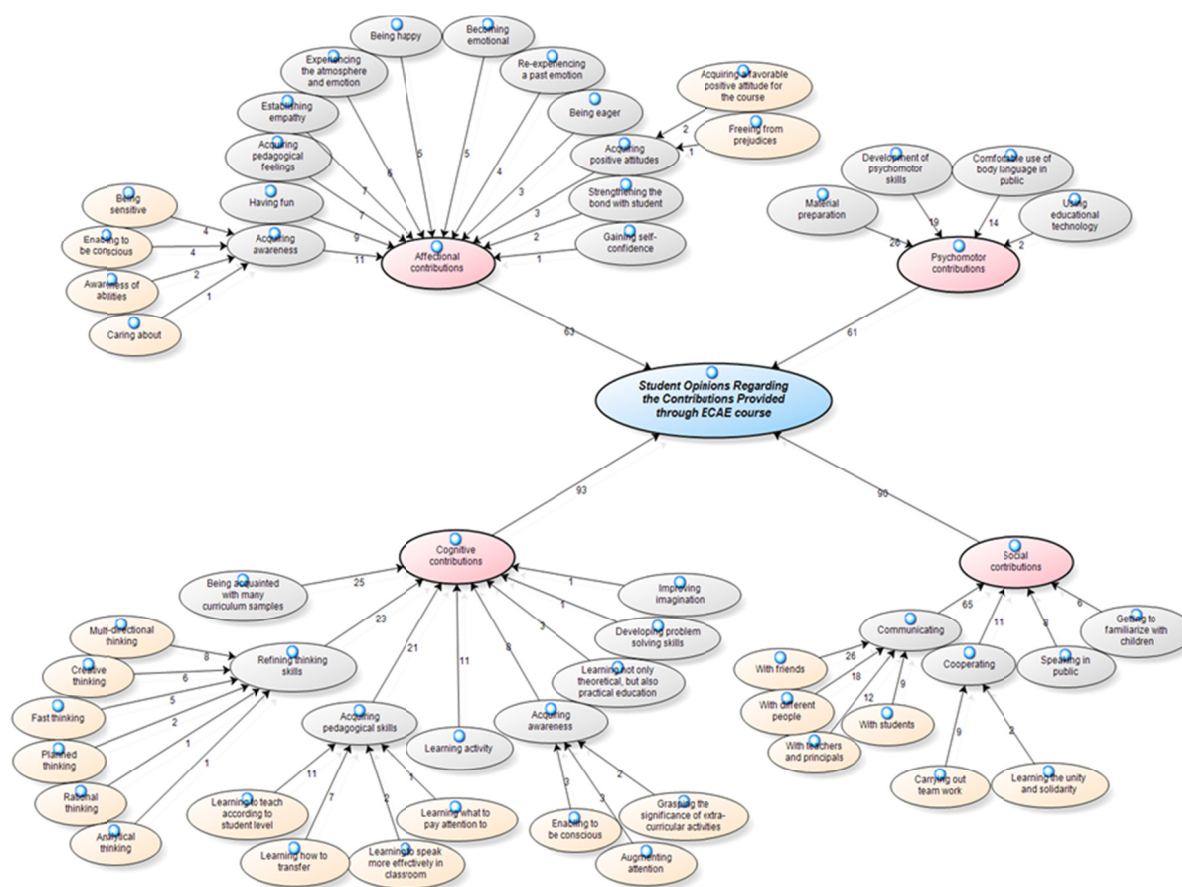 Being happy
Becoming
emotional
Experiencing
the atmosphere
and emotion
Re-experiencing
a past emotion
Establishing
empathy
Being eager
Acquiring
pedagogical
feelings
Acquiring
positive attitudes
Having fun
Strengthening the
bond with student
Gaining self-
confidence
Acquiring a favorable
positive attitude for
the course
Freeing from
prejudices
2
1
Being
sensitive
Enabling to
be conscious
Awareness of
abilities
Caring about
4
4
2
1
Acquiring
awareness
11
9
7
7
6
5
5
4
3
3
2
1
Affectional
contributions
Development of
psychomotor
skills
Comfortable use of
body language in
public
Material
preparation
Using
educational
technology
26
19
14
2
Psychomotor
contributions
63
61
Student Opinions Regarding
the Contributions Provided
through ECAE course
93
90
Cognitive
contributions
Social
contributions
Being acquainted
with many
curriculum samples
25
23
21
11
8
3
1
1
Improving
imagination
Developing problem
solving skills
Learning not only
theoretical, but also
practical education
Mult-directional
hinking
Creative
thinking
Fast thinking
Planned
thinking
Rational
thinking
Analytical
thinking
8
6
5
2
1
1
Refining thinking
skills
Acquiring
pedagogical skills
Learning activity
Acquiring
awareness
11
7
2
1
Learning to teach
according to
student level
Learning how to
transfer
Learning to speak
more effectively in
classroom
Learning what to
pay attention to
3
3
2
Enabling to
be conscious
Augmenting
attention
Grasping the
significance of extra-
curricular activities
65
11
8
6
Communicating
Cooperating
Speaking in
public
Getting to
familiarize with
children
With friends
With different
people
With teachers
and principals
With students
26
18
12
9
9
2
Carrying out
team work
Learning the unity
and solidarity